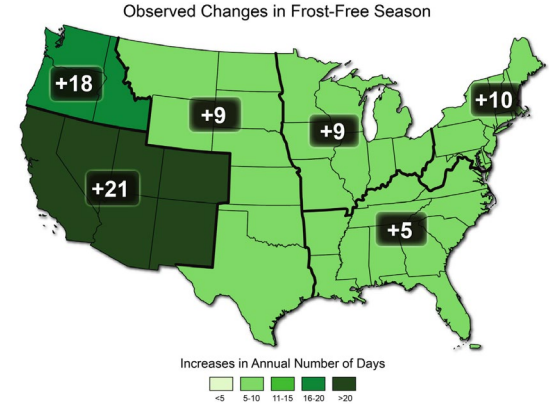 Observed Changes in Frost-Free Season
+18
+9
+9
+10
+21
+5
Increases in Annual Number of Days
<5 5-10 11-15 16-20 >20